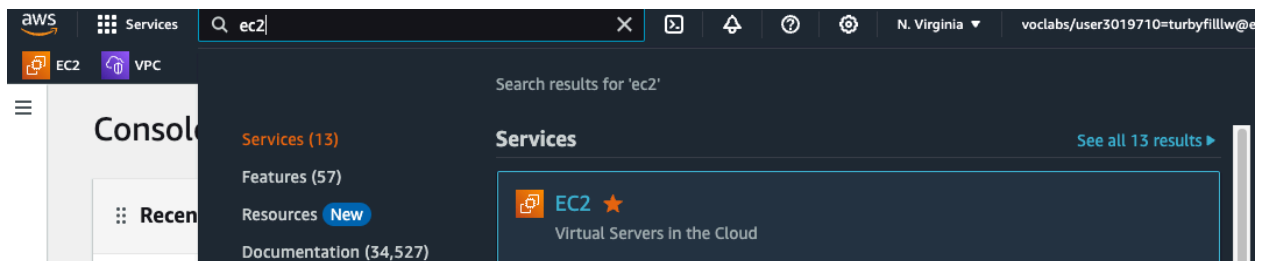 aws Services ec2 N. Virginia ▼ voclabs/user3019710=turbyfilllw@e
EC2 VPC
Search results for 'ec2'
Consol
Services (13)
Services
See all 13 results ▶
Features (57)
Recen
Resources New
Documentation (34,527)
EC2
Virtual Servers in the Cloud